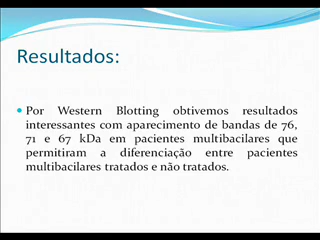 Resultados:
Por Western Blotting obtivemos resultados
interessantes com aparecimento de bandas de 76,
71 e 67 kDa em pacientes multibacilares que
permitiram a diferenciação entre pacientes
multibacilares tratados e não tratados.